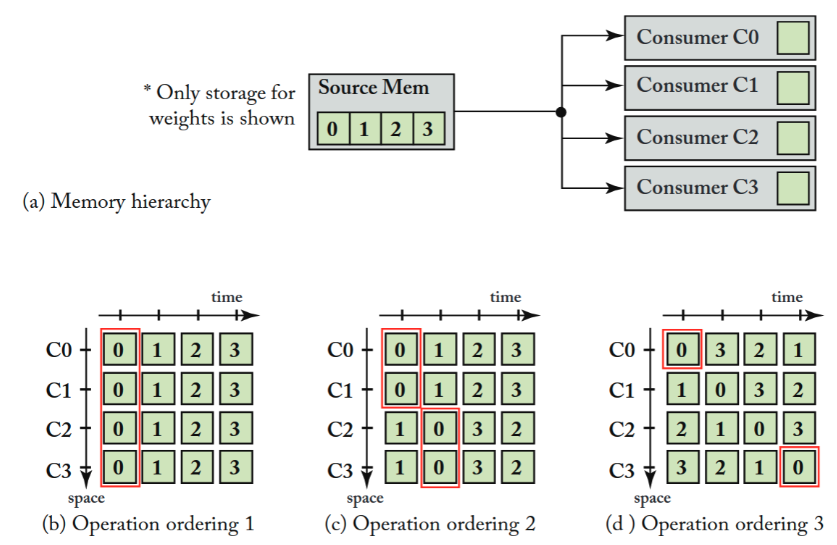 * Only storage for
weights is shown
Source Mem
0 1 2 3
Consumer C0
Consumer C1
Consumer C2
Consumer C3
(a) Memory hierarchy
time
C0 0 1 2 3
C1 0 1 2 3
C2 0 1 2 3
C3 0 1 2 3
space
(b) Operation ordering 1
time
C0 0 1 2 3
C1 0 1 2 3
C2 1 0 3 2
C3 1 0 3 2
space
(c) Operation ordering 2
time
C0 0 3 2 1
C1 1 0 3 2
C2 2 1 0 3
C3 3 2 1 0
space
(d ) Operation ordering 3